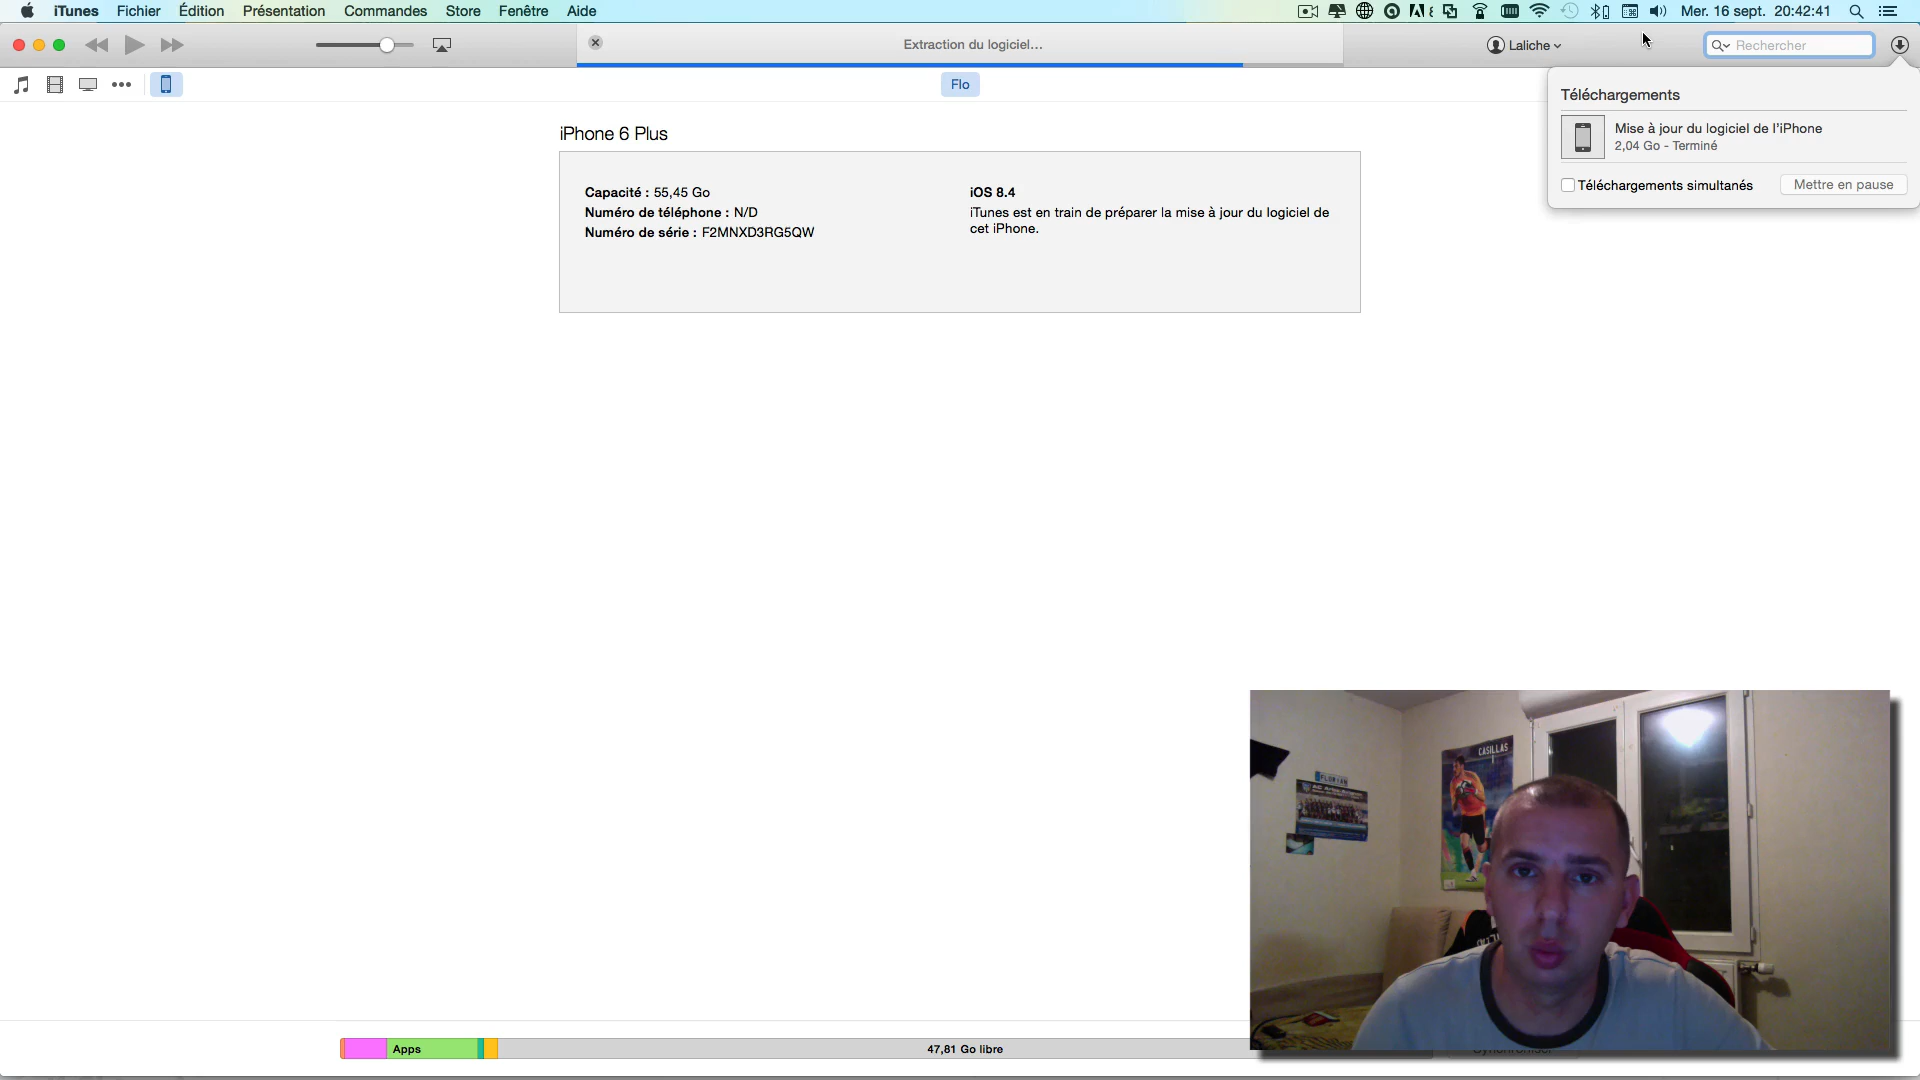 iTunes Fichier Édition Présentation Commandes Store Fenêtre Aide Mer. 16 sept. 20:42:41
Extraction du logiciel...
Laliche
Rechercher
Flo
Téléchargements
Mise à jour du logiciel de l'iPhone
2,04 Go - Terminé
Téléchargements simultanés
Mettre en pause
iPhone 6 Plus
Capacité : 55,45 Go
Numéro de téléphone : N/D
Numéro de série : F2MNXD3RG5QW
iOS 8.4
iTunes est en train de préparer la mise à jour du logiciel de
cet iPhone.
CASILLAS
FLORIAN
Apps
47,81 Go libre